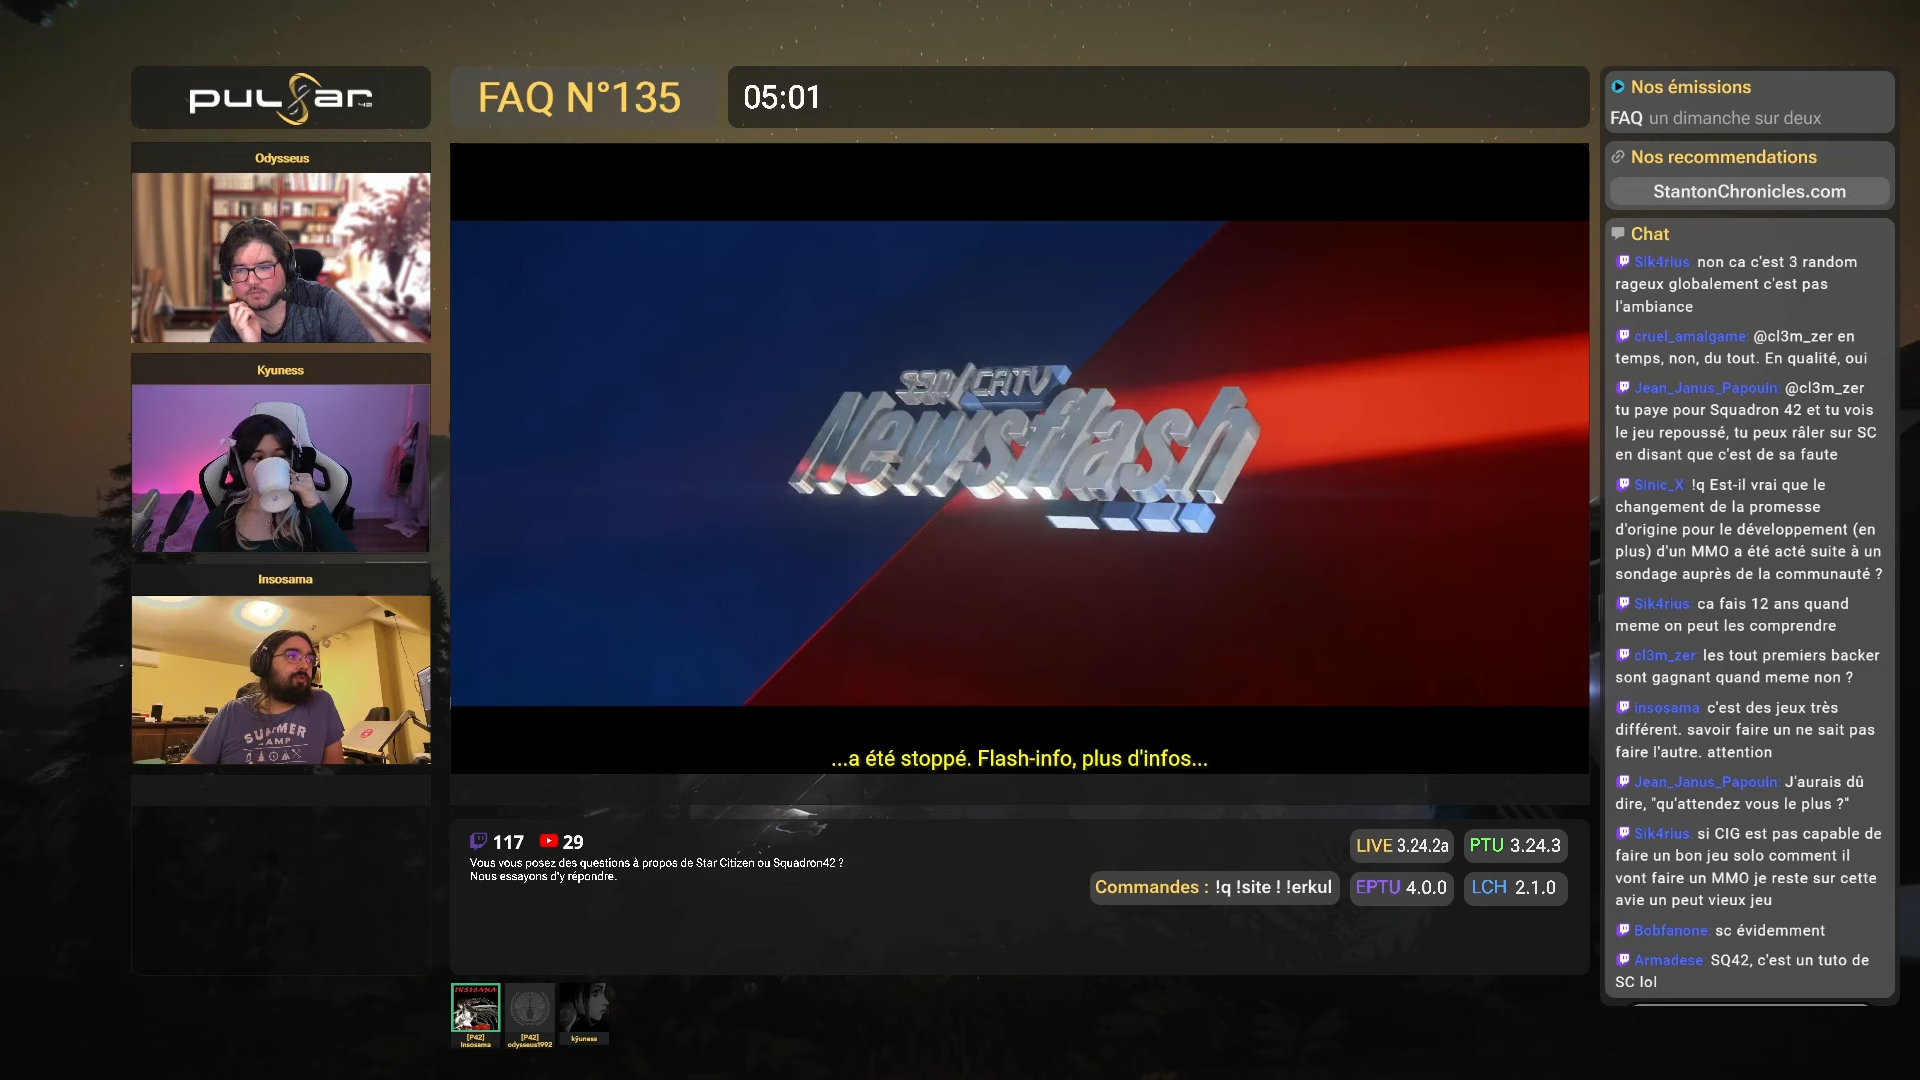 pulsar 42
FAQ N°135
05:01
Nos émissions
FAQ un dimanche sur deux
Nos recommendations
StantonChronicles.com
Odysseus
Kyuness
Insosama
SUMMER
CAMP
Newsflash
...a été stoppé. Flash-info, plus d'infos...
Chat
Sik4rius: non ca c'est 3 random
rageux globalement c'est pas
l'ambiance
cruel_amalgame: @cl3m_zer en
temps, non, du tout. En qualité, oui
Jean_Janus_Papouin: @cl3m_zer
tu paye pour Squadron 42 et tu vois
le jeu repoussé, tu peux râler sur SC
en disant que c'est de sa faute
Sinic_X: !q Est-il vrai que le
changement de la promesse
d'origine pour le développement (en
plus) d'un MMO a été acté suite à un
sondage auprès de la communauté ?
Sik4rius: ca fais 12 ans quand
meme on peut les comprendre
cl3m_zer: les tout premiers backer
sont gagnant quand meme non ?
insosama: c'est des jeux très
différent. savoir faire un ne sait pas
faire l'autre. attention
Jean_Janus_Papouin: J'aurais dû
dire, "qu'attendez vous le plus ?"
Sik4rius: si CIG est pas capable de
faire un bon jeu solo comment il
vont faire un MMO je reste sur cette
avie un peut vieux jeu
Bobfanone: sc évidemment
Armadese: SQ42, c'est un tuto de
SC lol
117 29
Vous vous posez des questions à propos de Star Citizen ou Squadron42 ?
Nous essayons d'y répondre.
LIVE 3.24.2a
PTU 3.24.3
Commandes : !q !site ! !erkul
EPTU 4.0.0
LCH 2.1.0
INSOSAMA
[P42]
Insosama
[P42]
odysseus1992
kÿuness